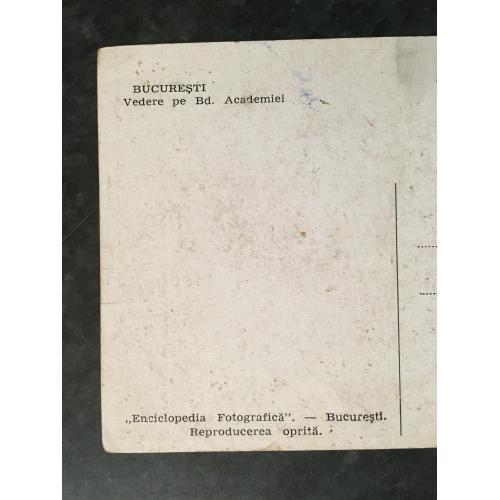 BUCUREŞTI
Vedere pe Bd. Academiei
„Enciclopedia Fotografică”. — Bucureşti.
Reproducerea oprită.